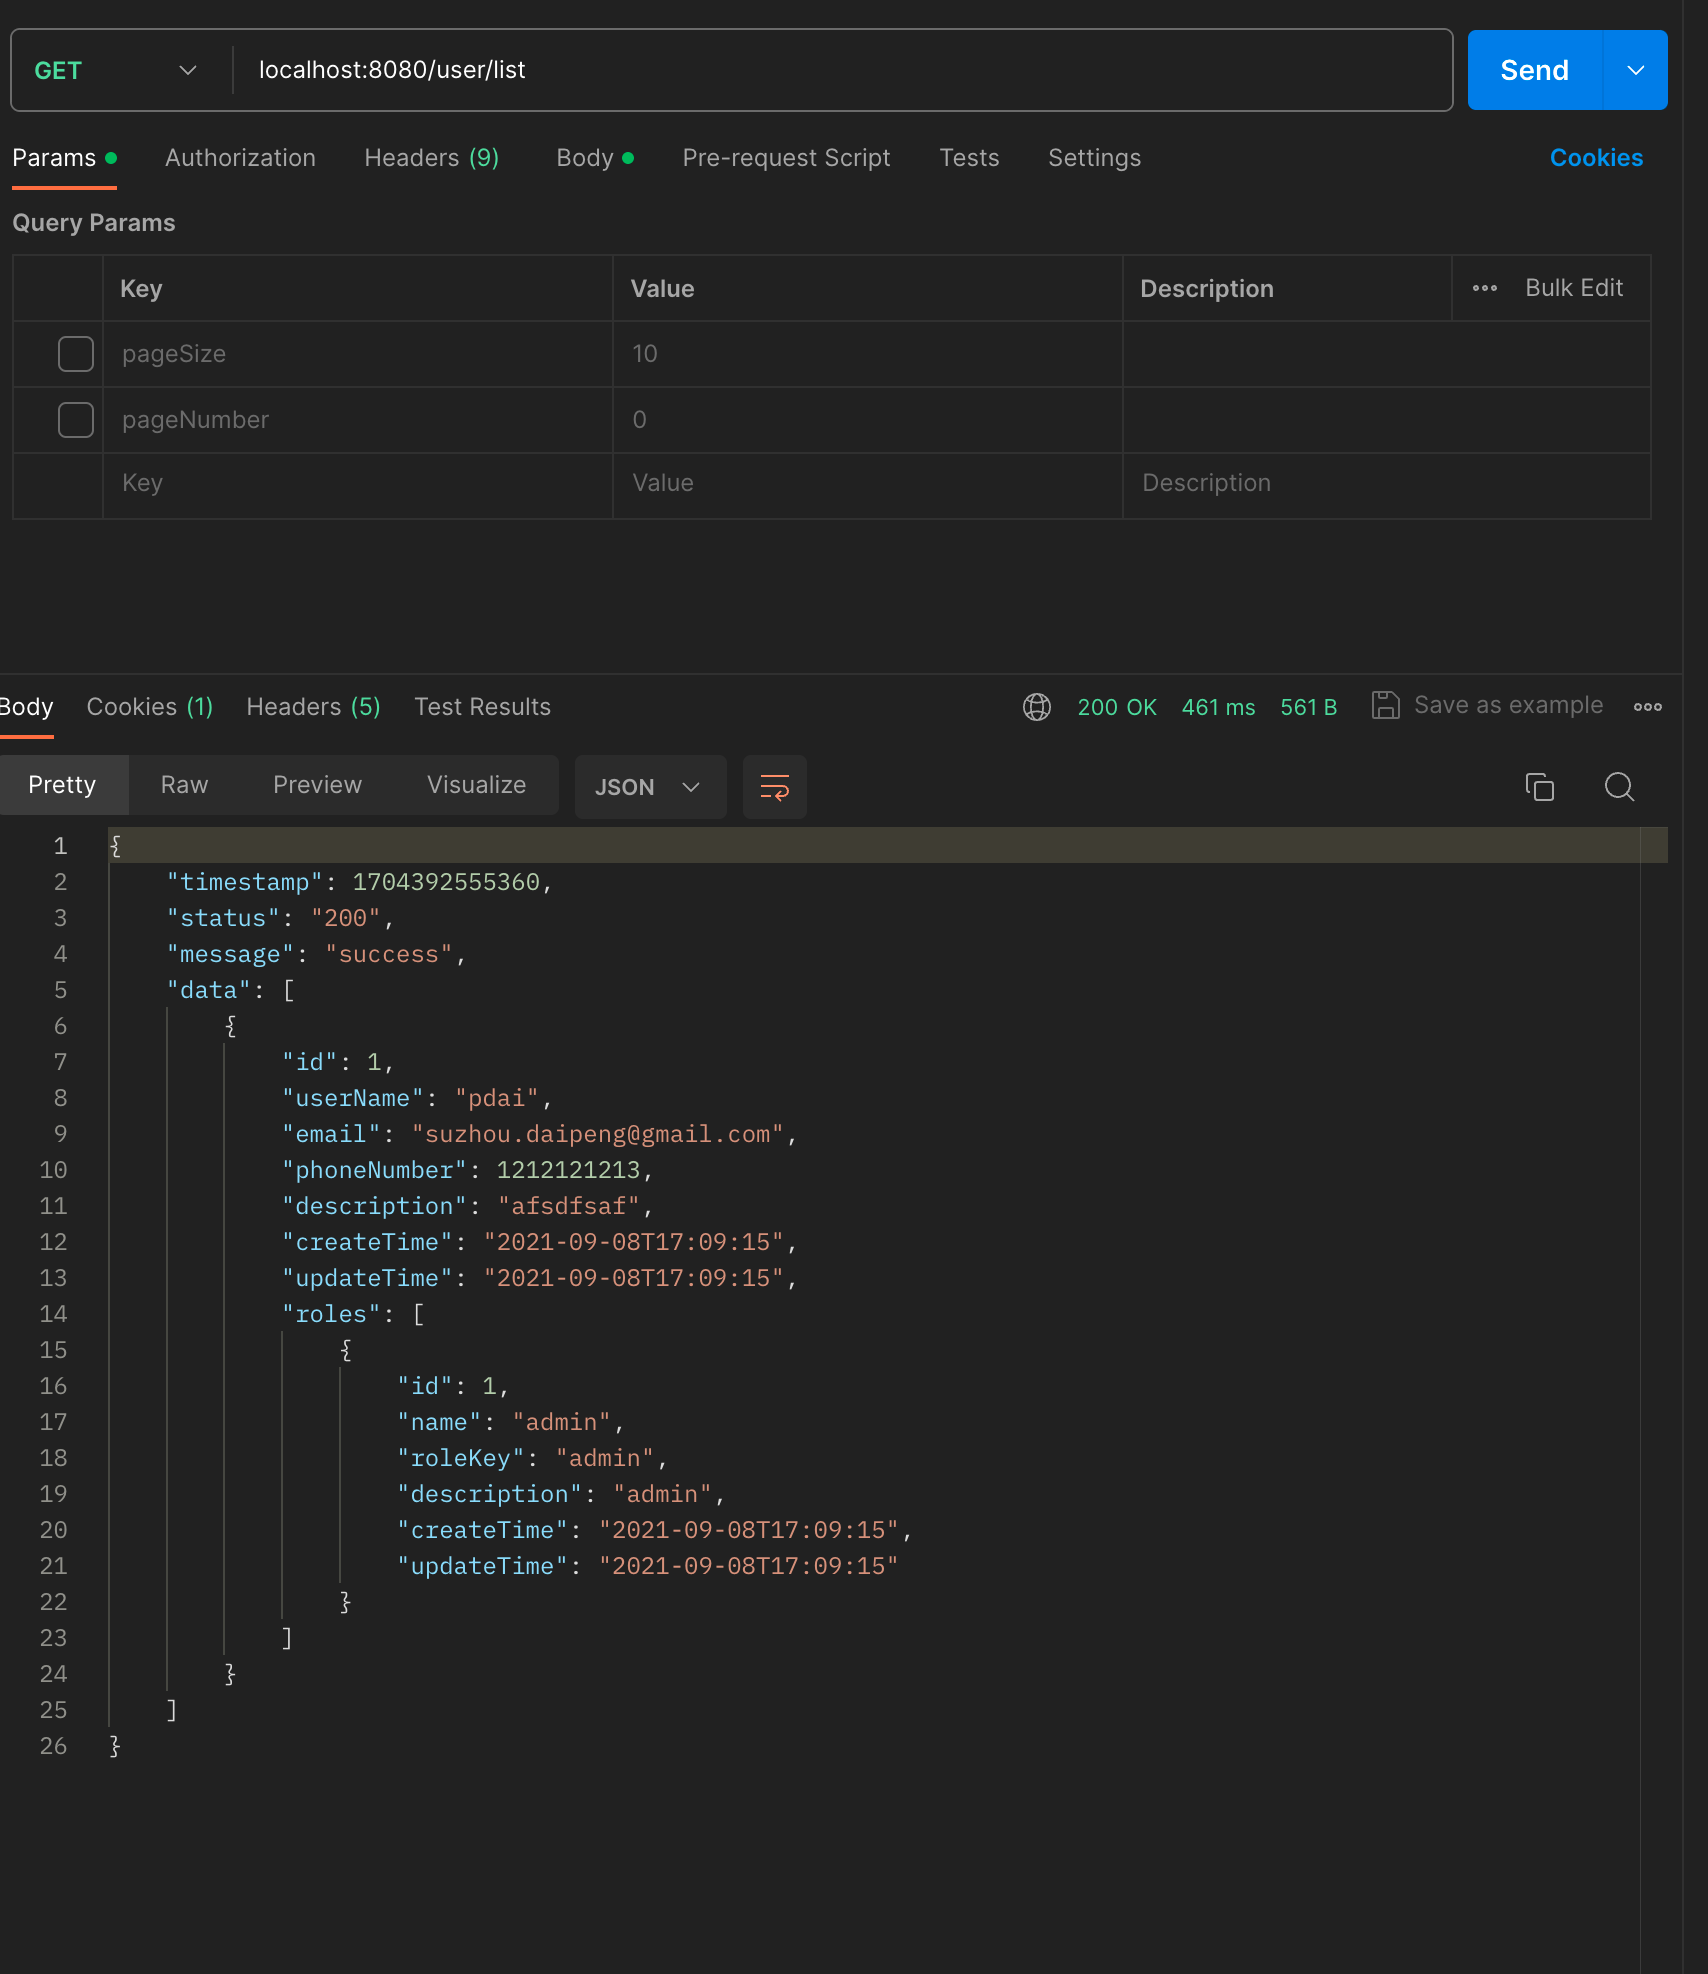 GET localhost:8080/user/list Send
Params Authorization Headers (9) Body Pre-request Script Tests Settings Cookies
Query Params
Key Value Description Bulk Edit
pageSize 10
pageNumber 0
Key Value Description
Body Cookies (1) Headers (5) Test Results 200 OK 461 ms 561 B Save as example
Pretty Raw Preview Visualize JSON
1 {
2 "timestamp": 1704392555360,
3 "status": "200",
4 "message": "success",
5 "data": [
6 {
7 "id": 1,
8 "userName": "pdai",
9 "email": "suzhou.daipeng@gmail.com",
10 "phoneNumber": 1212121213,
11 "description": "afsdfsaf",
12 "createTime": "2021-09-08T17:09:15",
13 "updateTime": "2021-09-08T17:09:15",
14 "roles": [
15 {
16 "id": 1,
17 "name": "admin",
18 "roleKey": "admin",
19 "description": "admin",
20 "createTime": "2021-09-08T17:09:15",
21 "updateTime": "2021-09-08T17:09:15"
22 }
23 ]
24 }
25 ]
26 }